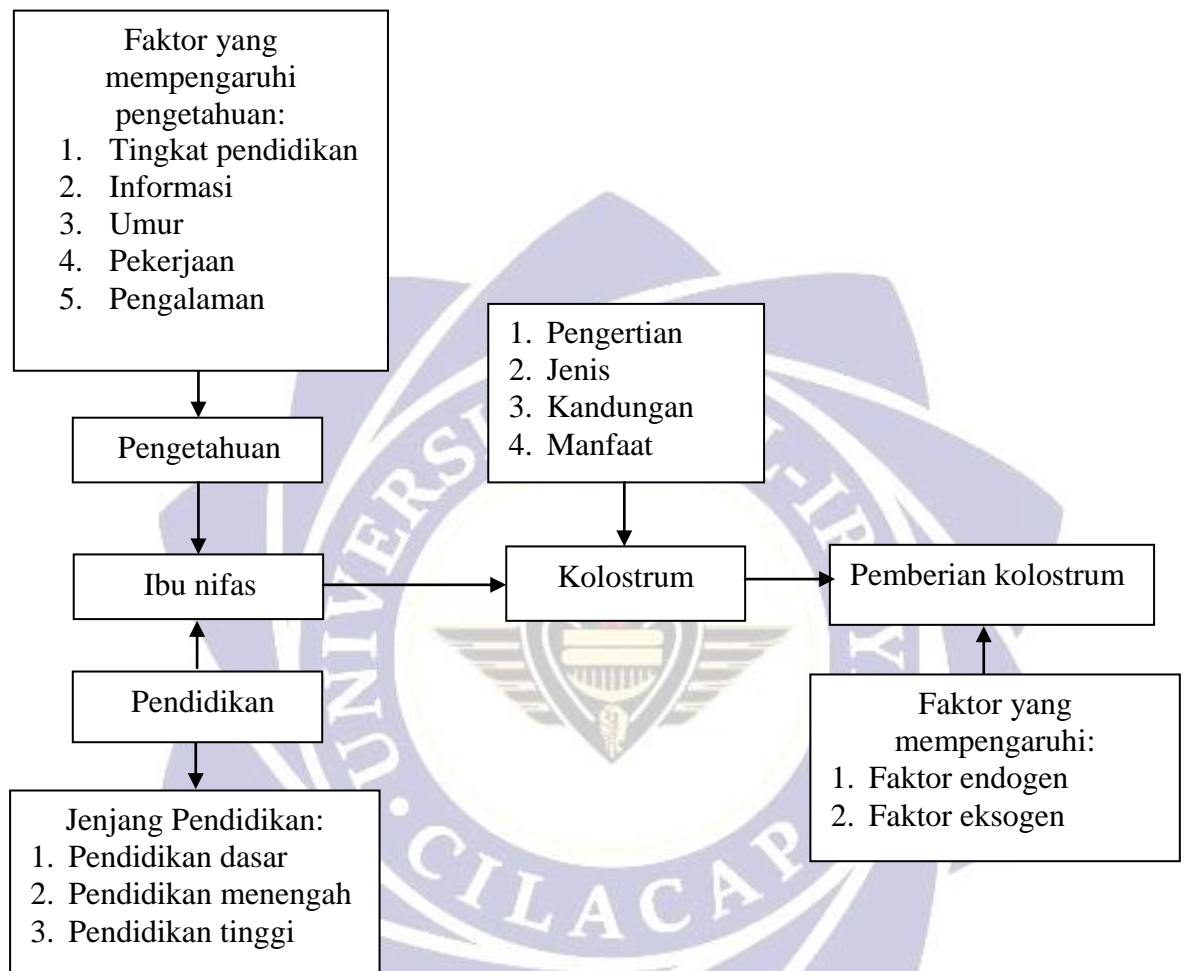 Faktor yang
mempengaruhi
pengetahuan:
1. Tingkat pendidikan
2. Informasi
3. Umur
4. Pekerjaan
5. Pengalaman
1. Pengertian
2. Jenis
3. Kandungan
4. Manfaat
Pengetahuan
Ibu nifas
Kolostrum
Pemberian kolostrum
Pendidikan
Faktor yang
mempengaruhi:
1. Faktor endogen
2. Faktor eksogen
Jenjang Pendidikan:
1. Pendidikan dasar
2. Pendidikan menengah
3. Pendidikan tinggi
CILACAP